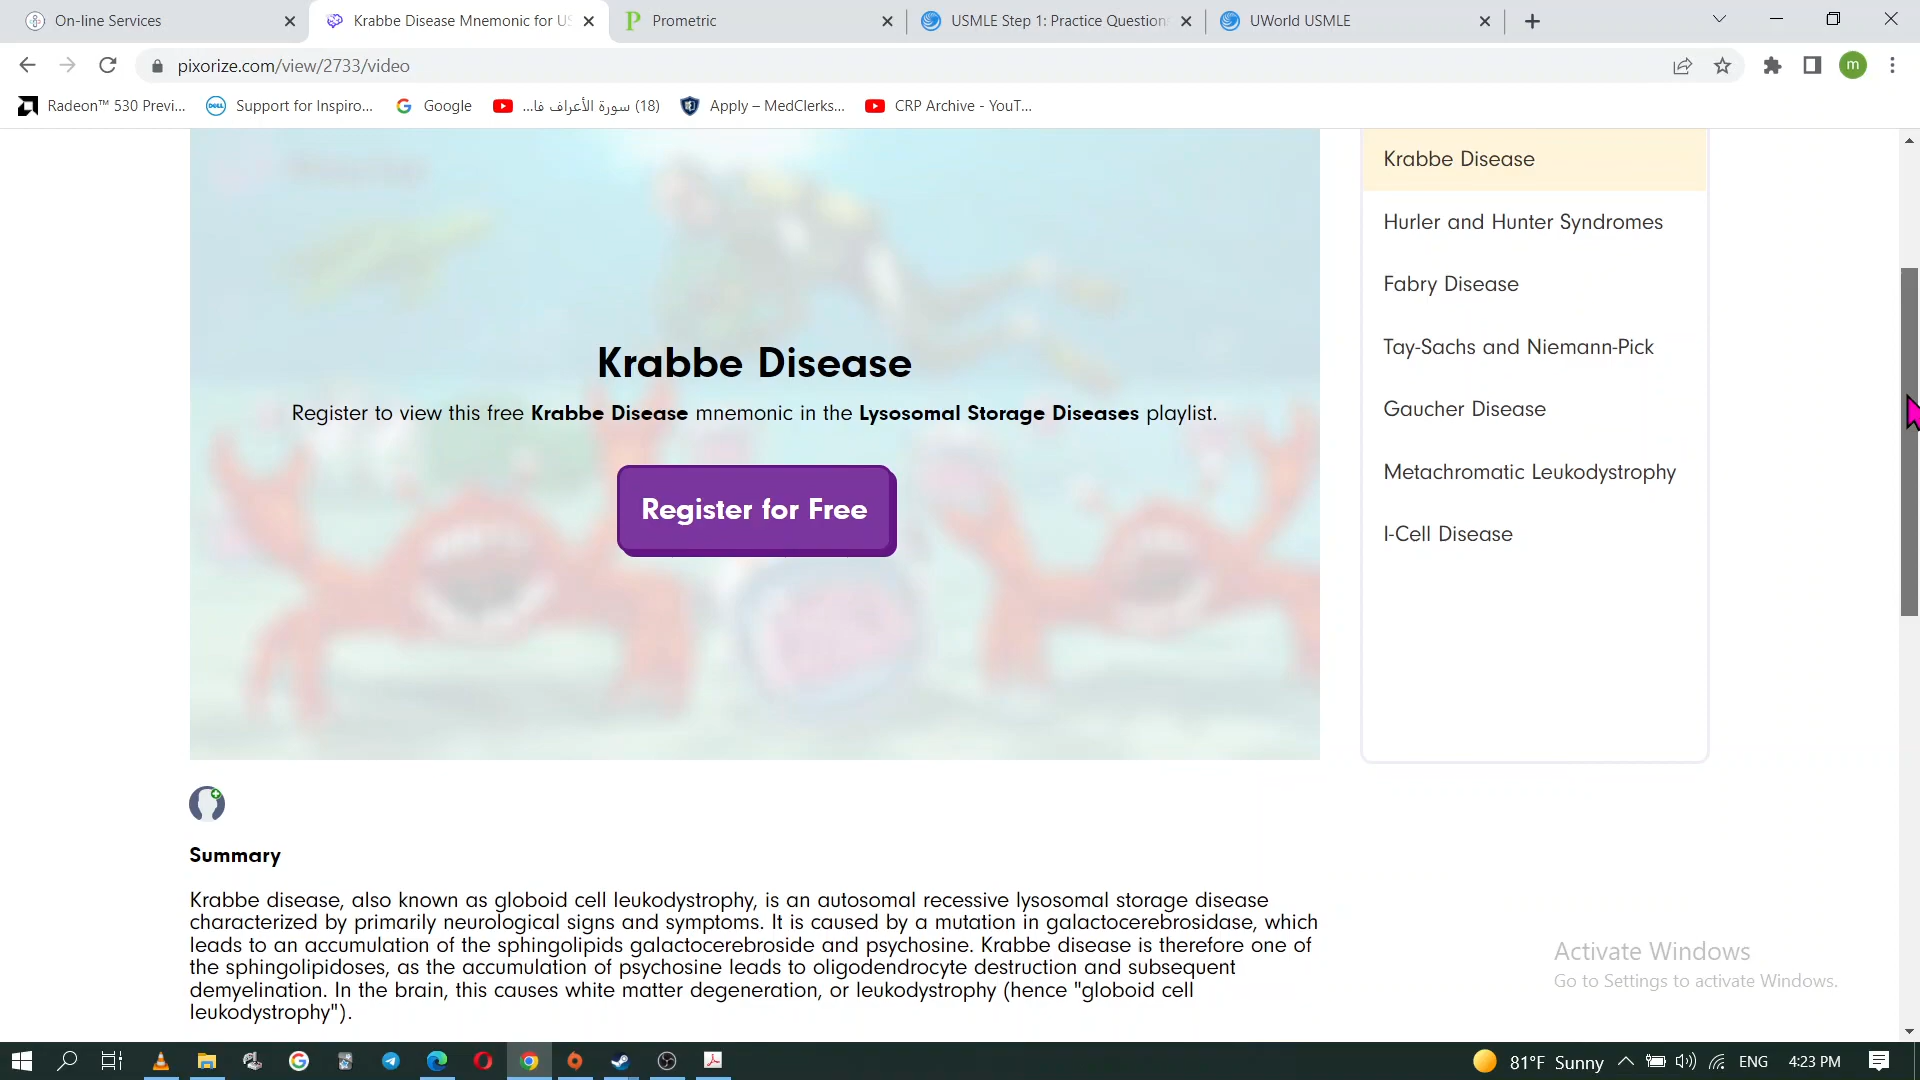 On-line Services
Krabbe Disease Mnemonic for US
Prometric
USMLE Step 1: Practice Question
UWorld USMLE
pixorize.com/view/2733/video
m
Radeon™ 530 Previ...
Support for Inspiro...
Google
(18) سورة الأعراف فا...
Apply – MedClerks...
CRP Archive - YouT...
Krabbe Disease
Hurler and Hunter Syndromes
Fabry Disease
Tay-Sachs and Niemann-Pick
Gaucher Disease
Metachromatic Leukodystrophy
I-Cell Disease
Krabbe Disease
Register to view this free Krabbe Disease mnemonic in the Lysosomal Storage Diseases playlist.
Register for Free
Summary
Krabbe disease, also known as globoid cell leukodystrophy, is an autosomal recessive lysosomal storage disease
characterized by primarily neurological signs and symptoms. It is caused by a mutation in galactocerebrosidase, which
leads to an accumulation of the sphingolipids galactocerebroside and psychosine. Krabbe disease is therefore one of
the sphingolipidoses, as the accumulation of psychosine leads to oligodendrocyte destruction and subsequent
demyelination. In the brain, this causes white matter degeneration, or leukodystrophy (hence "globoid cell
leukodystrophy").
Activate Windows
Go to Settings to activate Windows.
81°F Sunny
ENG
4:23 PM